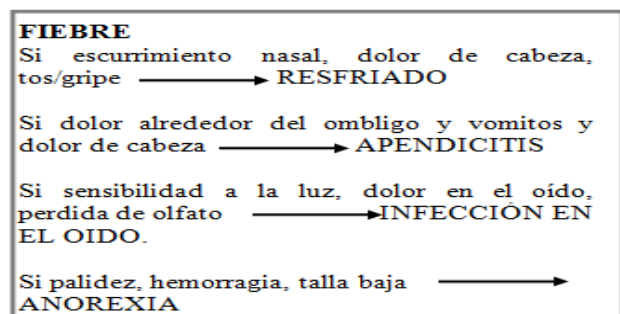 FIEBRE
Si escurrimiento nasal, dolor de cabeza,
tos/gripe RESFRIADO
Si dolor alrededor del ombligo y vomitos y
dolor de cabeza APENDICITIS
Si sensibilidad a la luz, dolor en el oído,
perdida de olfato INFECCIÓN EN
EL OIDO.
Si palidez, hemorragia, talla baja
ANOREXIA